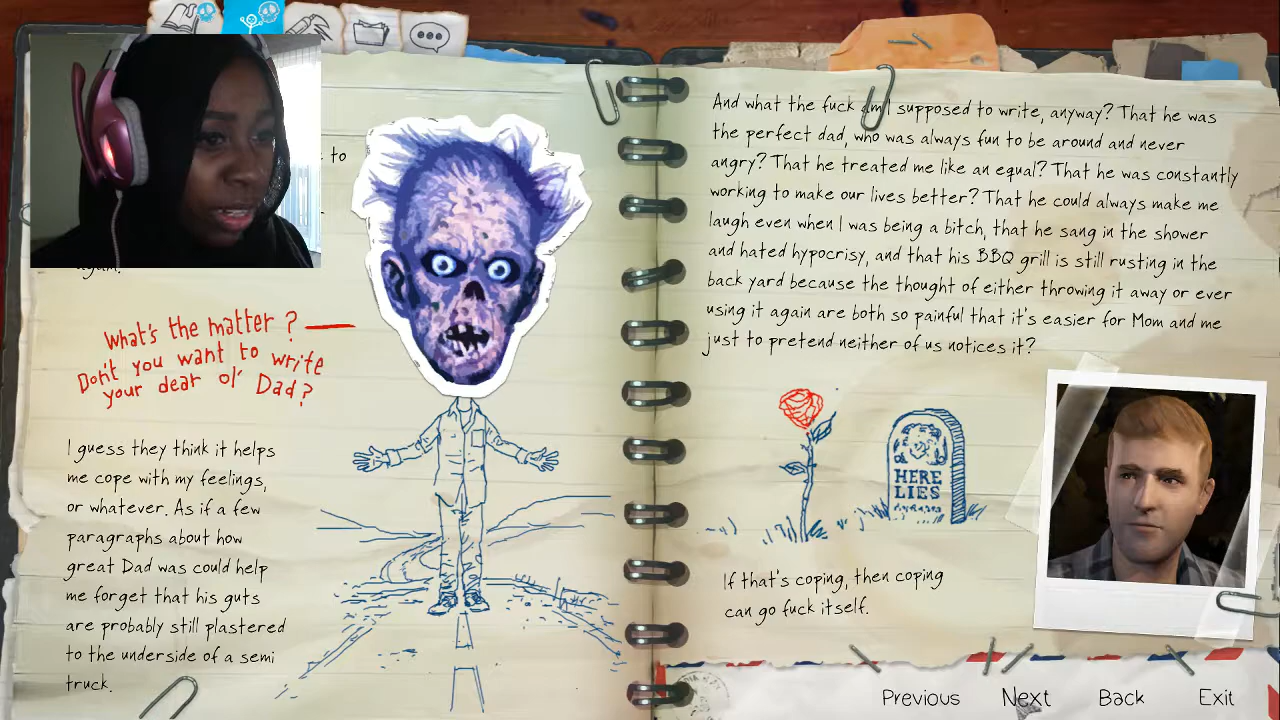 to
again.
What's the matter?
Don't you want to write
your dear ol' Dad?
I guess they think it helps
me cope with my feelings,
or whatever. As if a few
paragraphs about how
great Dad was could help
me forget that his guts
are probably still plastered
to the underside of a semi
truck.
And what the fuck am I supposed to write, anyway? That he was
the perfect dad, who was always fun to be around and never
angry? That he treated me like an equal? That he was constantly
working to make our lives better? That he could always make me
laugh even when I was being a bitch, that he sang in the shower
and hated hypocrisy, and that his BBQ grill is still rusting in the
back yard because the thought of either throwing it away or ever
using it again are both so painful that it's easier for Mom and me
just to pretend neither of us notices it?
HERE
LIES
If that's coping, then coping
can go fuck itself.
Previous Next Back Exit